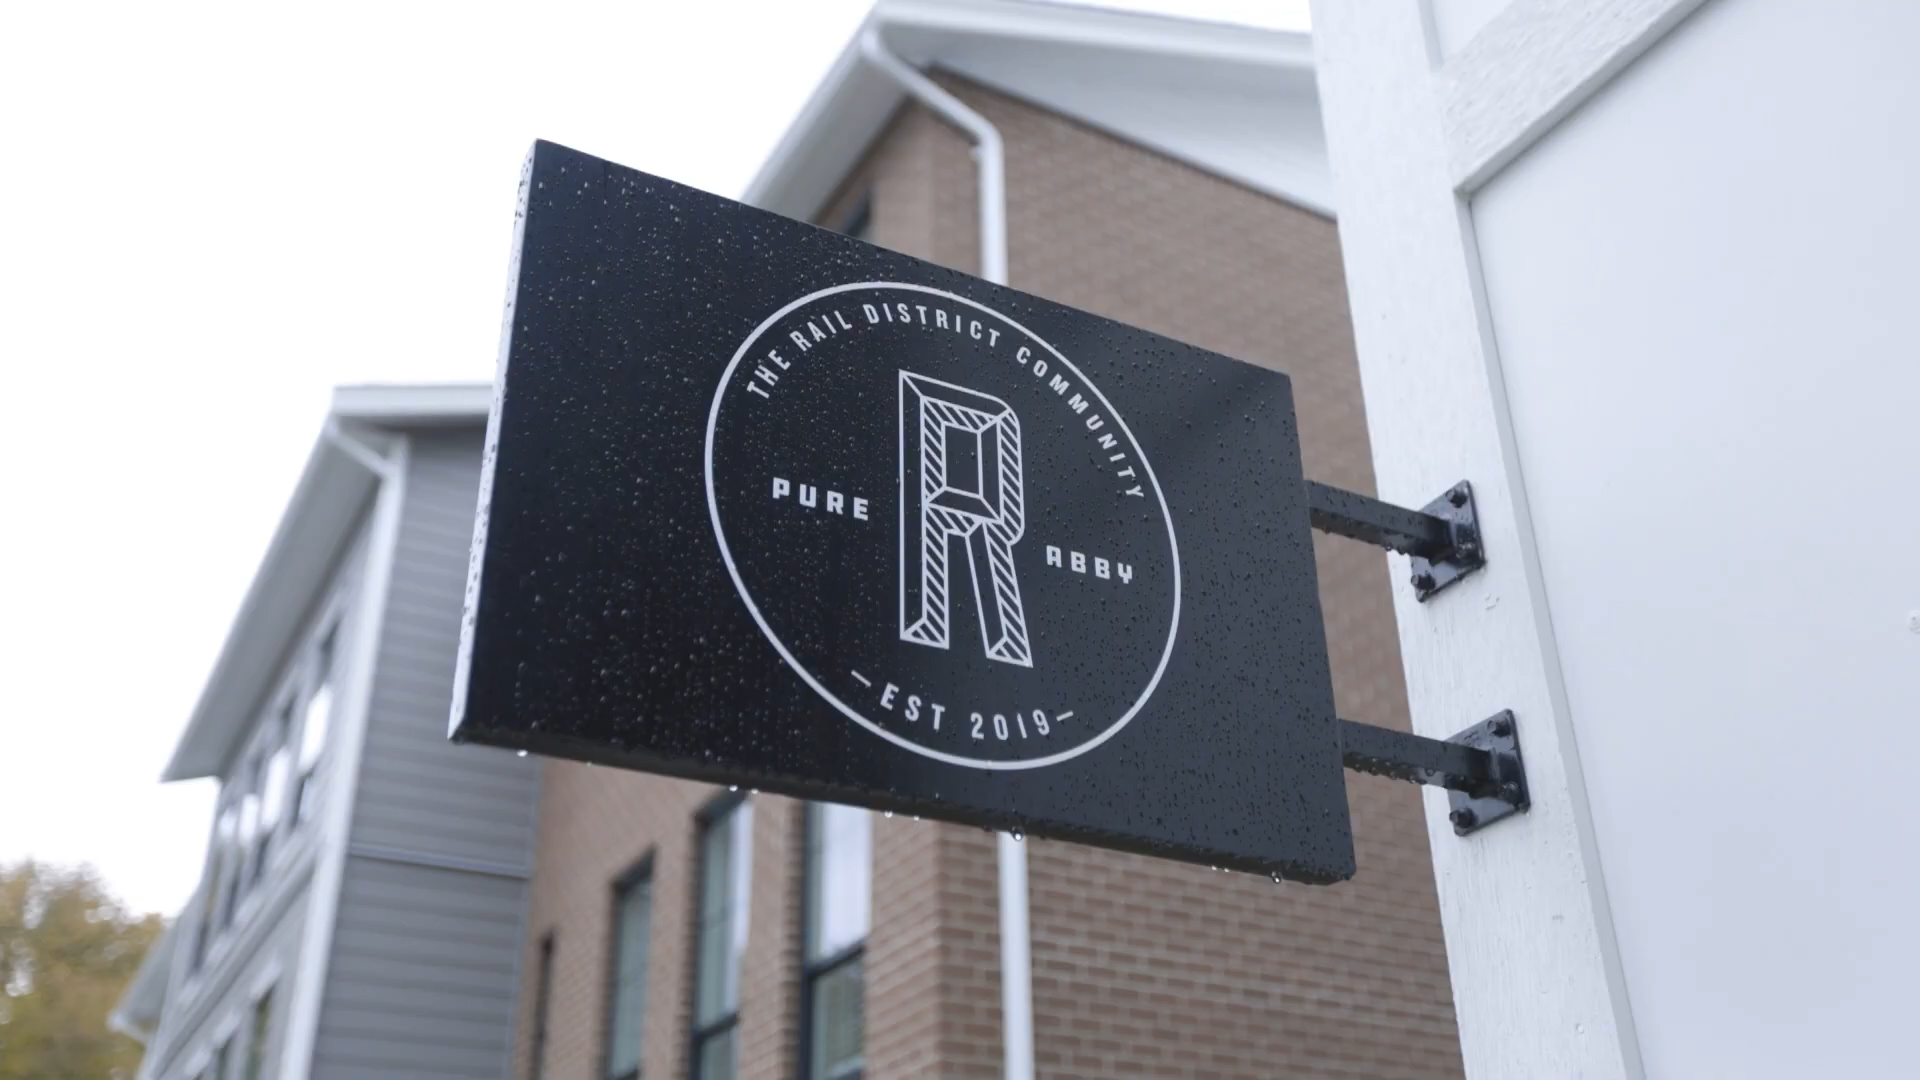 THE RAIL DISTRICT COMMUNITY
PURE R ABBY
—EST 2019—